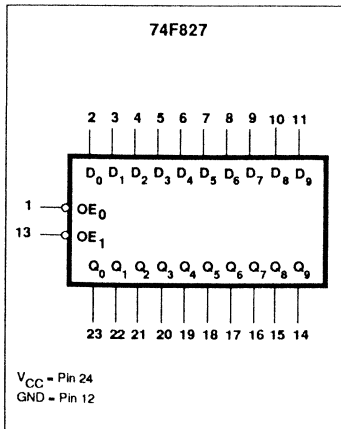 74F827
2 3 4 5 6 7 8 9 10 11
D0 D1 D2 D3 D4 D5 D6 D7 D8 D9
1 OE0
13 OE1
Q0 Q1 Q2 Q3 Q4 Q5 Q6 Q7 Q8 Q9
23 22 21 20 19 18 17 16 15 14
VCC = Pin 24
GND = Pin 12